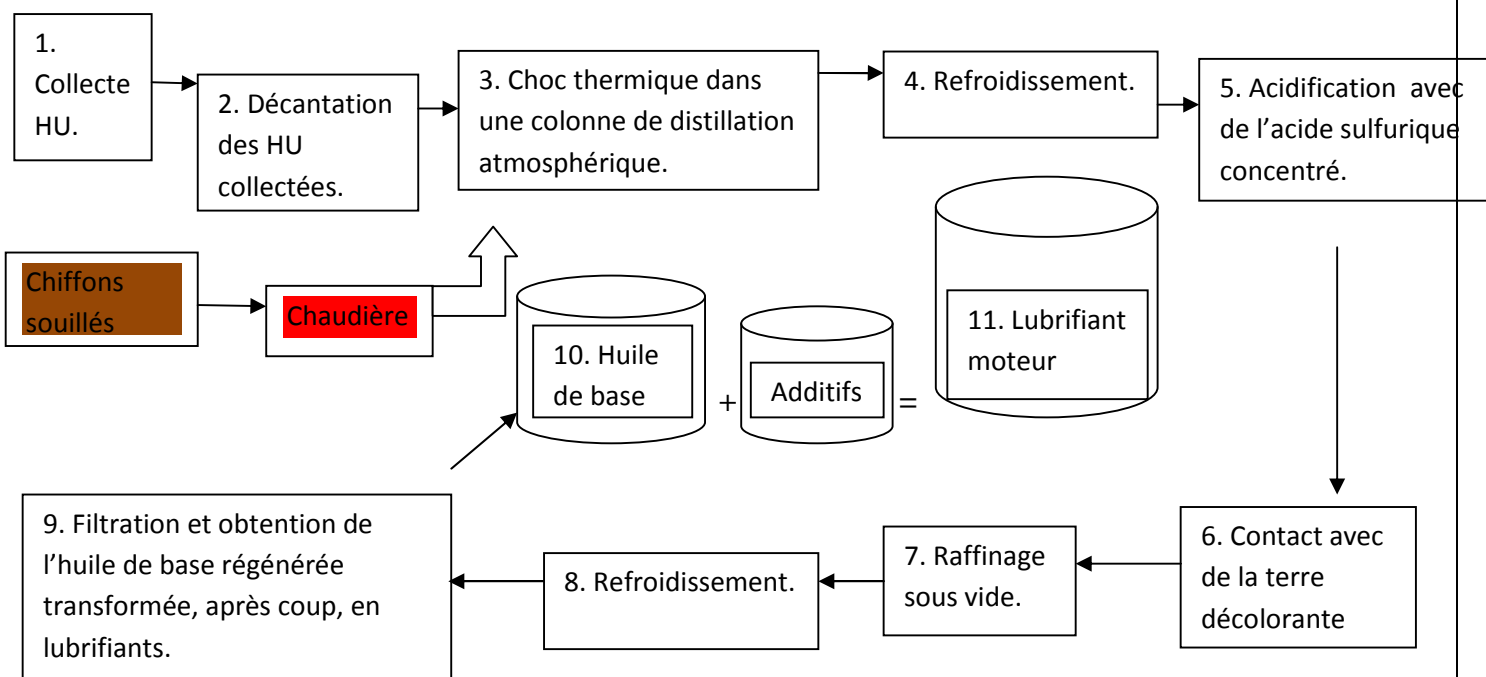 1.
Collecte
HU.
2. Décantation
des HU
collectées.
3. Choc thermique dans
une colonne de distillation
atmosphérique.
4. Refroidissement.
5. Acidification avec
de l’acide sulfurique
concentré.
Chiffons
souillés
Chaudière
10. Huile
de base
+
Additifs
=
11. Lubrifiant
moteur
6. Contact avec
de la terre
décolorante
7. Raffinage
sous vide.
8. Refroidissement.
9. Filtration et obtention de
l’huile de base régénérée
transformée, après coup, en
lubrifiants.